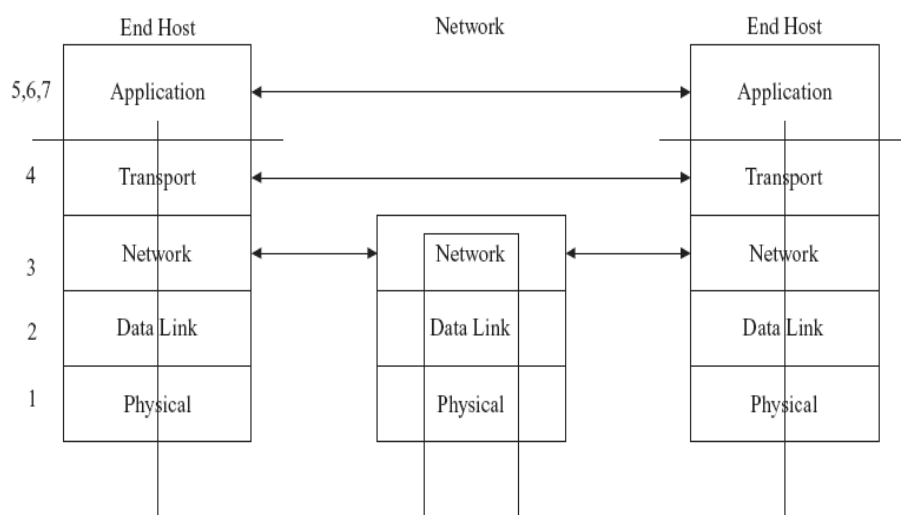 End Host Network End Host
5,6,7 Application Application
4 Transport Transport
Network Network Network
3
2 Data Link Data Link Data Link
1 Physical Physical Physical